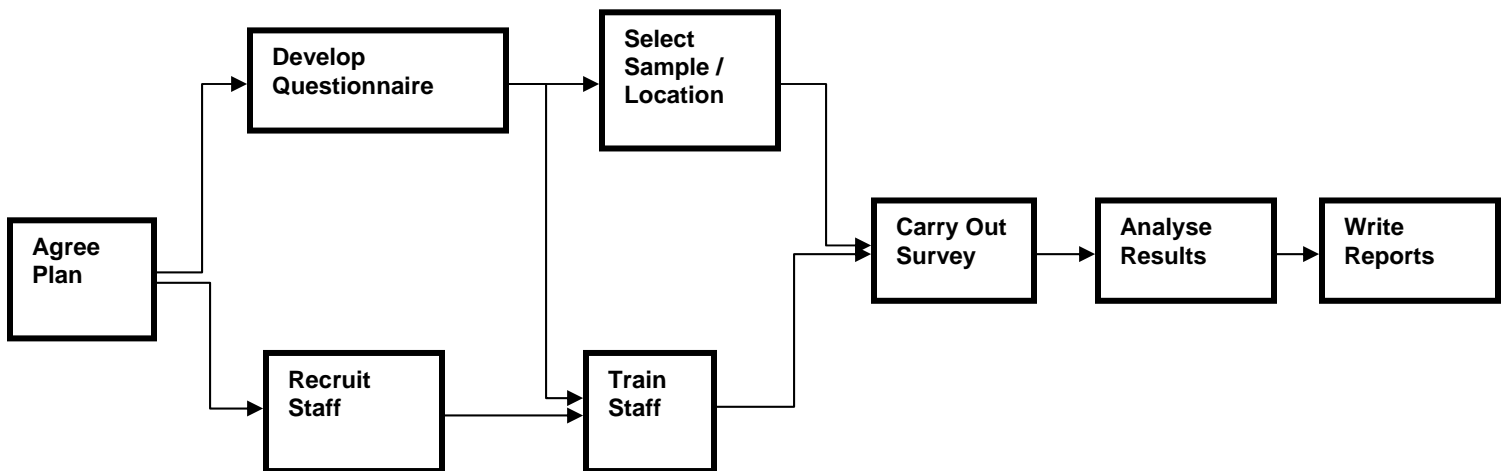 Develop
Questionnaire
Select
Sample /
Location
Agree
Plan
Carry Out
Survey
Analyse
Results
Write
Reports
Recruit
Staff
Train
Staff